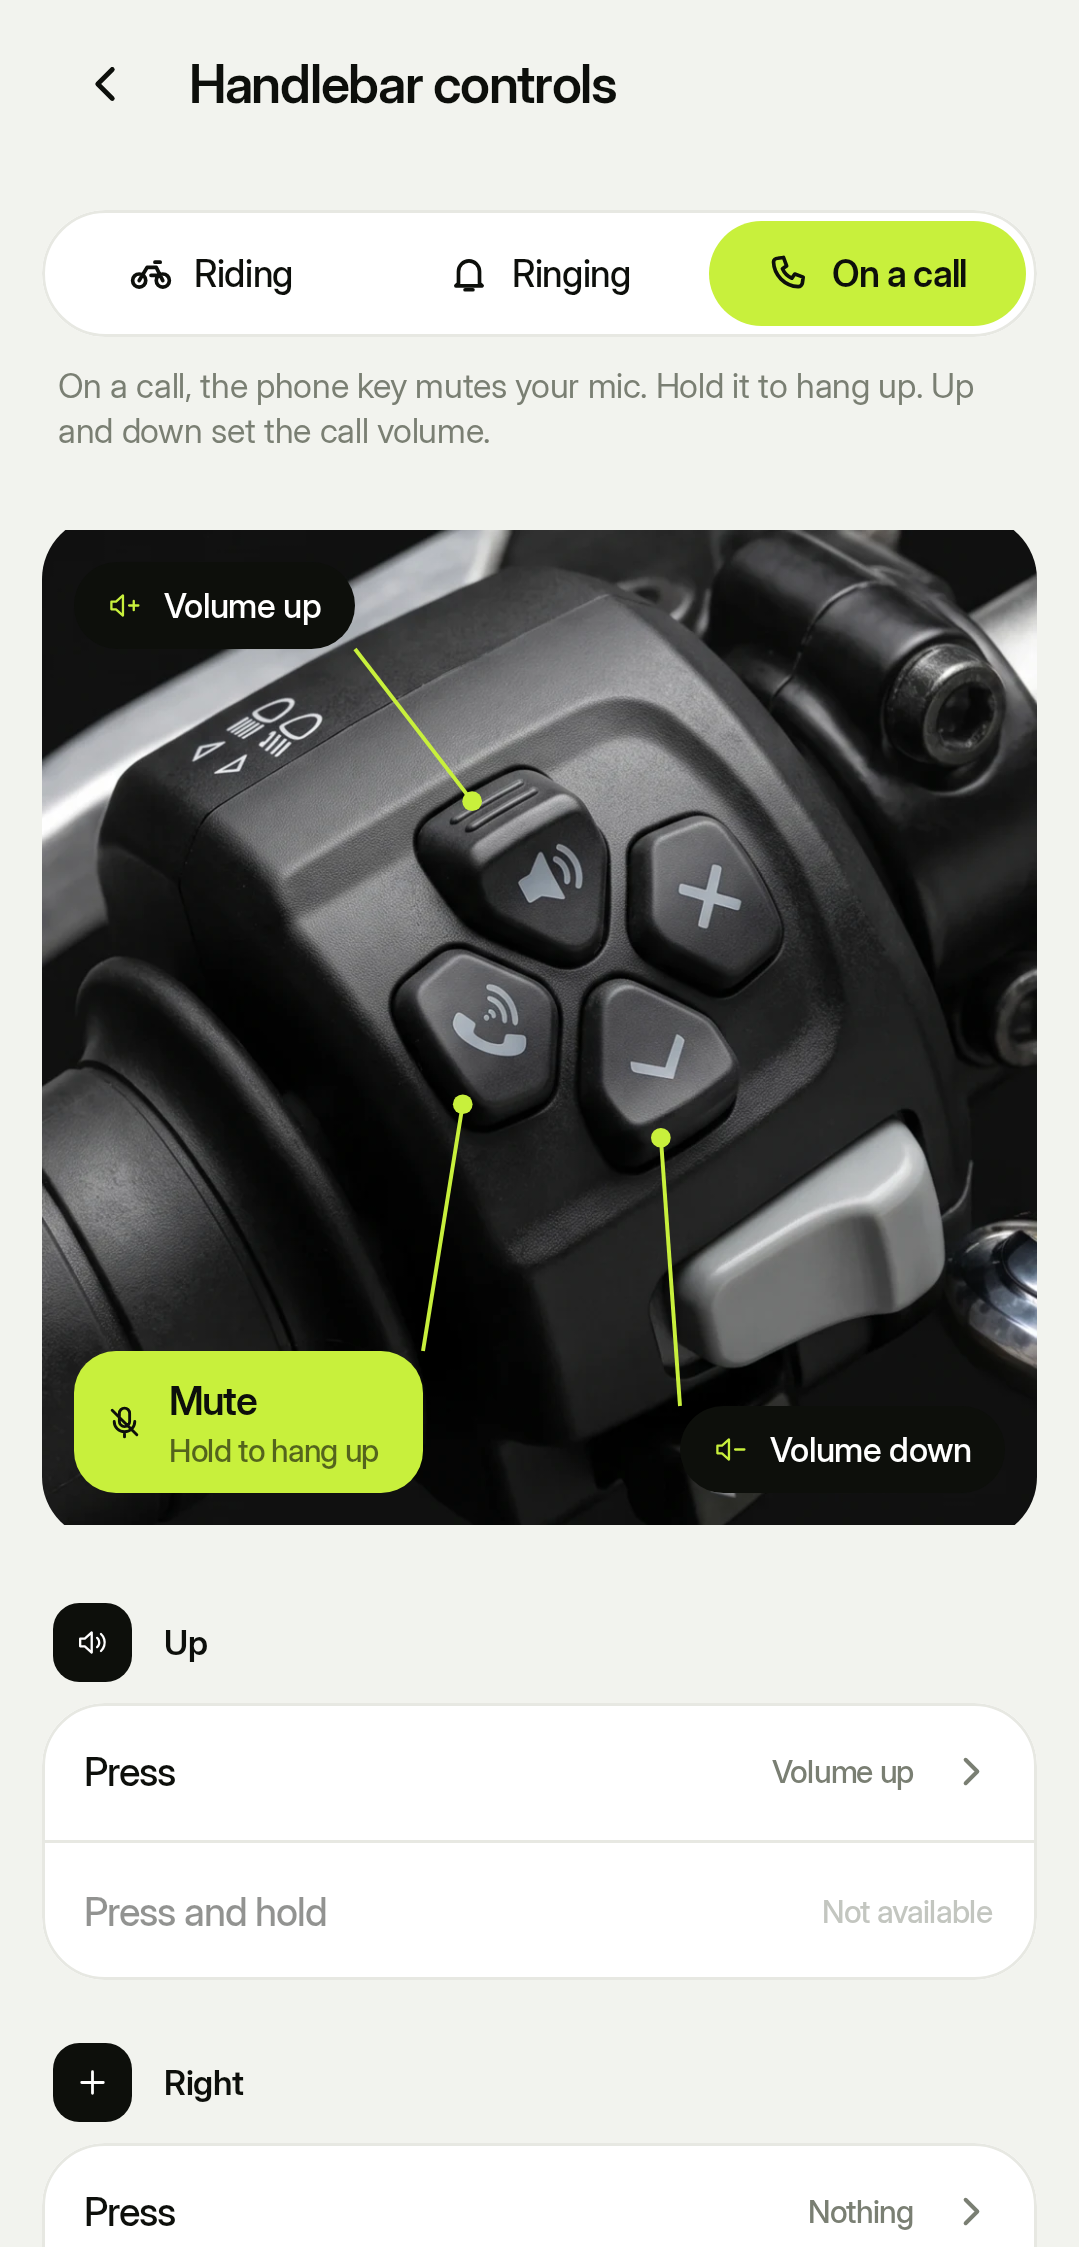 Handlebar controls
Riding
Ringing
On a call
On a call, the phone key mutes your mic. Hold it to hang up. Up
and down set the call volume.
Volume up
Mute
Hold to hang up
Volume down
Up
Press
Volume up
Press and hold
Not available
Right
Press
Nothing